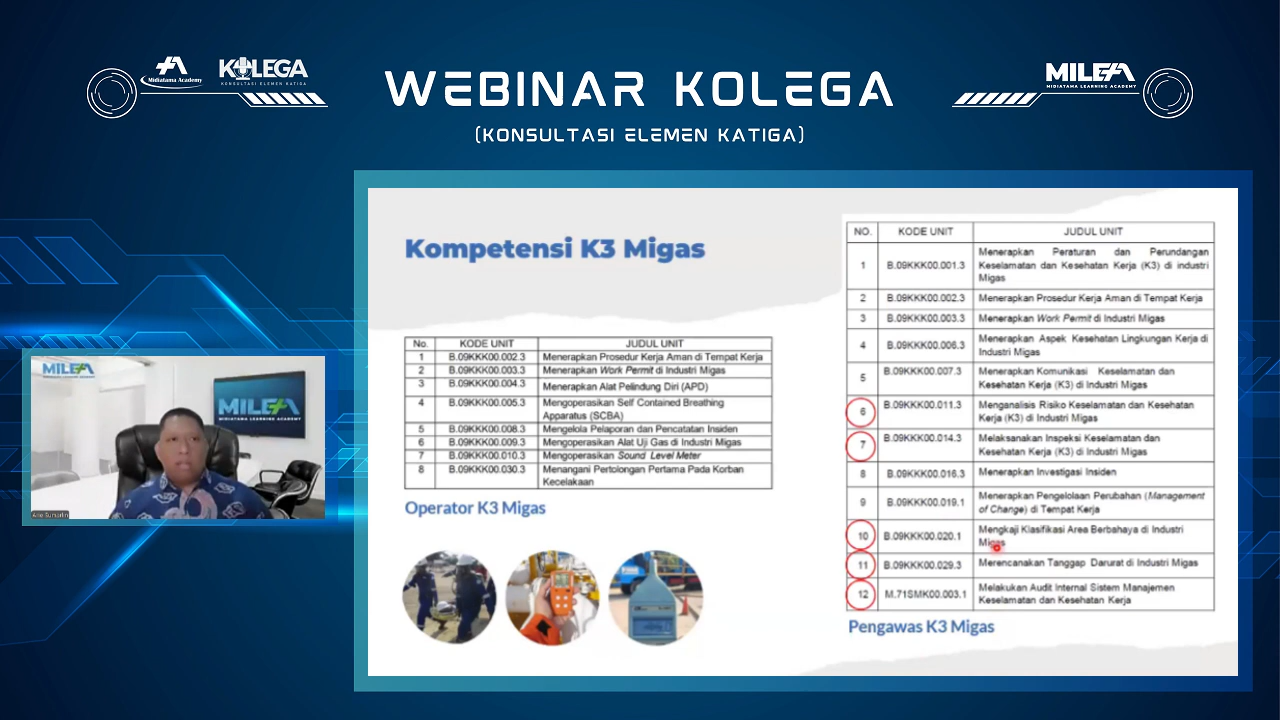 Midiatama Academy
KOLEGA
KONSULTASI ELEMEN KATIGA
WEBINAR KOLEGA
(KONSULTASI ELEMEN KATIGA)
MILEA
MIDIATAMA LEARNING ACADEMY
Kompetensi K3 Migas
No. KODE UNIT JUDUL UNIT
1 B.09KKK00.002.3 Menerapkan Prosedur Kerja Aman di Tempat Kerja
2 B.09KKK00.003.3 Menerapkan Work Permit di Industri Migas
3 B.09KKK00.004.3 Menerapkan Alat Pelindung Diri (APD)
4 B.09KKK00.005.3 Mengoperasikan Self Contained Breathing
Apparatus (SCBA)
5 B.09KKK00.008.3 Mengelola Pelaporan dan Pencatatan Insiden
6 B.09KKK00.009.3 Mengoperasikan Alat Uji Gas di Industri Migas
7 B.09KKK00.010.3 Mengoperasikan Sound Level Meter
8 B.09KKK00.030.3 Menangani Pertolongan Pertama Pada Korban
Kecelakaan
Operator K3 Migas
NO. KODE UNIT JUDUL UNIT
1 B.09KKK00.001.3 Menerapkan Peraturan dan Perundangan
Keselamatan dan Kesehatan Kerja (K3) di industri
Migas
2 B.09KKK00.002.3 Menerapkan Prosedur Kerja Aman di Tempat Kerja
3 B.09KKK00.003.3 Menerapkan Work Permit di Industri Migas
4 B.09KKK00.006.3 Menerapkan Aspek Kesehatan Lingkungan Kerja di
Industri Migas
5 B.09KKK00.007.3 Menerapkan Komunikasi Keselamatan dan
Kesehatan Kerja (K3) di Industri Migas
6 B.09KKK00.011.3 Menganalisis Risiko Keselamatan dan Kesehatan
Kerja (K3) di Industri Migas
7 B.09KKK00.014.3 Melaksanakan Inspeksi Keselamatan dan
Kesehatan Kerja (K3) di Industri Migas
8 B.09KKK00.016.3 Menerapkan Investigasi Insiden
9 B.09KKK00.019.1 Menerapkan Pengelolaan Perubahan (Management
of Change) di Tempat Kerja
10 B.09KKK00.020.1 Mengkaji Klasifikasi Area Berbahaya di Industri
Migas
11 B.09KKK00.029.3 Merencanakan Tanggap Darurat di Industri Migas
12 M.71SMK00.003.1 Melakukan Audit Internal Sistem Manajemen
Keselamatan dan Kesehatan Kerja
Pengawas K3 Migas
MILEA
MILEA
MIDIATAMA LEARNING ACADEMY